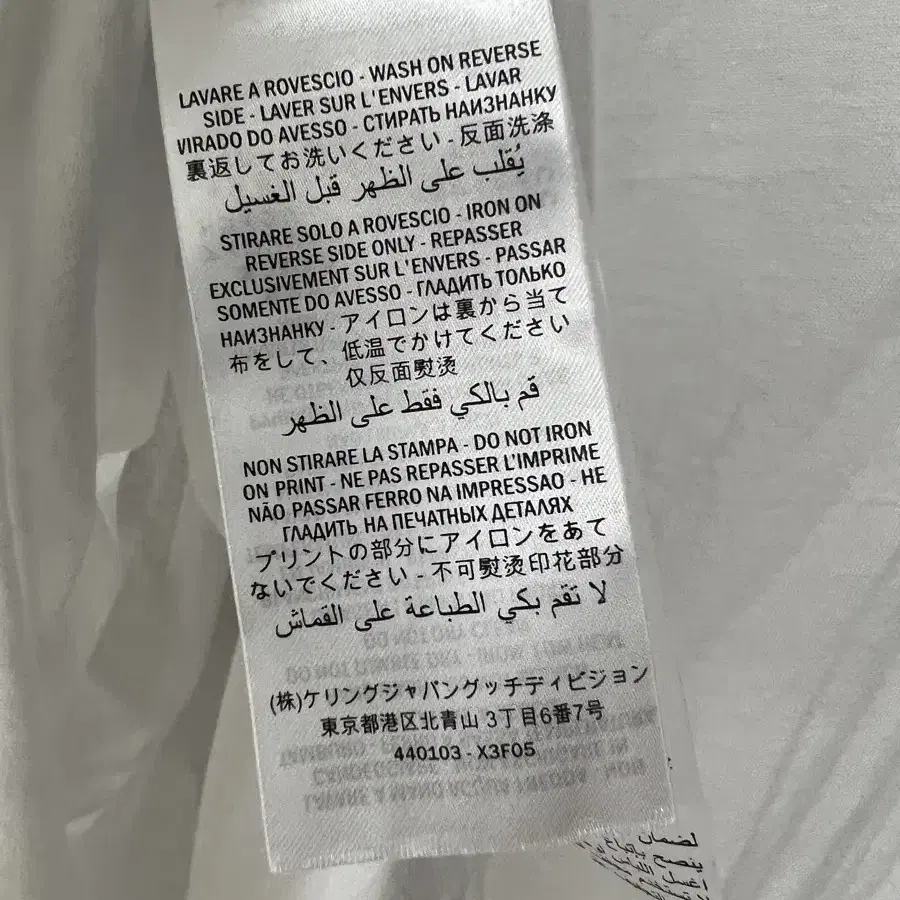 LAVARE A ROVESCIO - WASH ON REVERSE
SIDE - LAVER SUR L'ENVERS - LAVAR
VIRADO DO AVESSO - СТИРАТЬ НАИЗНАНКУ
裏返してお洗いください - 反面洗涤
يُقلب على الظهر قبل الغسيل
STIRARE SOLO A ROVESCIO - IRON ON
REVERSE SIDE ONLY - REPASSER
EXCLUSIVEMENT SUR L'ENVERS - PASSAR
SOMENTE DO AVESSO - ГЛАДИТЬ ТОЛЬКО
НАИЗНАНКУ - アイロンは裏から当て
布をして、低温でかけてください
仅反面熨烫
قم بالكي فقط على الظهر
NON STIRARE LA STAMPA - DO NOT IRON
ON PRINT - NE PAS REPASSER L'IMPRIME
NÃO PASSAR FERRO NA IMPRESSAO - НЕ
ГЛАДИТЬ НА ПЕЧАТНЫХ ДЕТАЛЯХ
プリントの部分にアイロンをあて
ないでください - 不可熨烫印花部分
لا تقم بكي الطباعة على القماش
(株)ケリングジャパングッチディビジョン
東京都港区北青山 3丁目6番7号
440103 - X3F05
لضمان